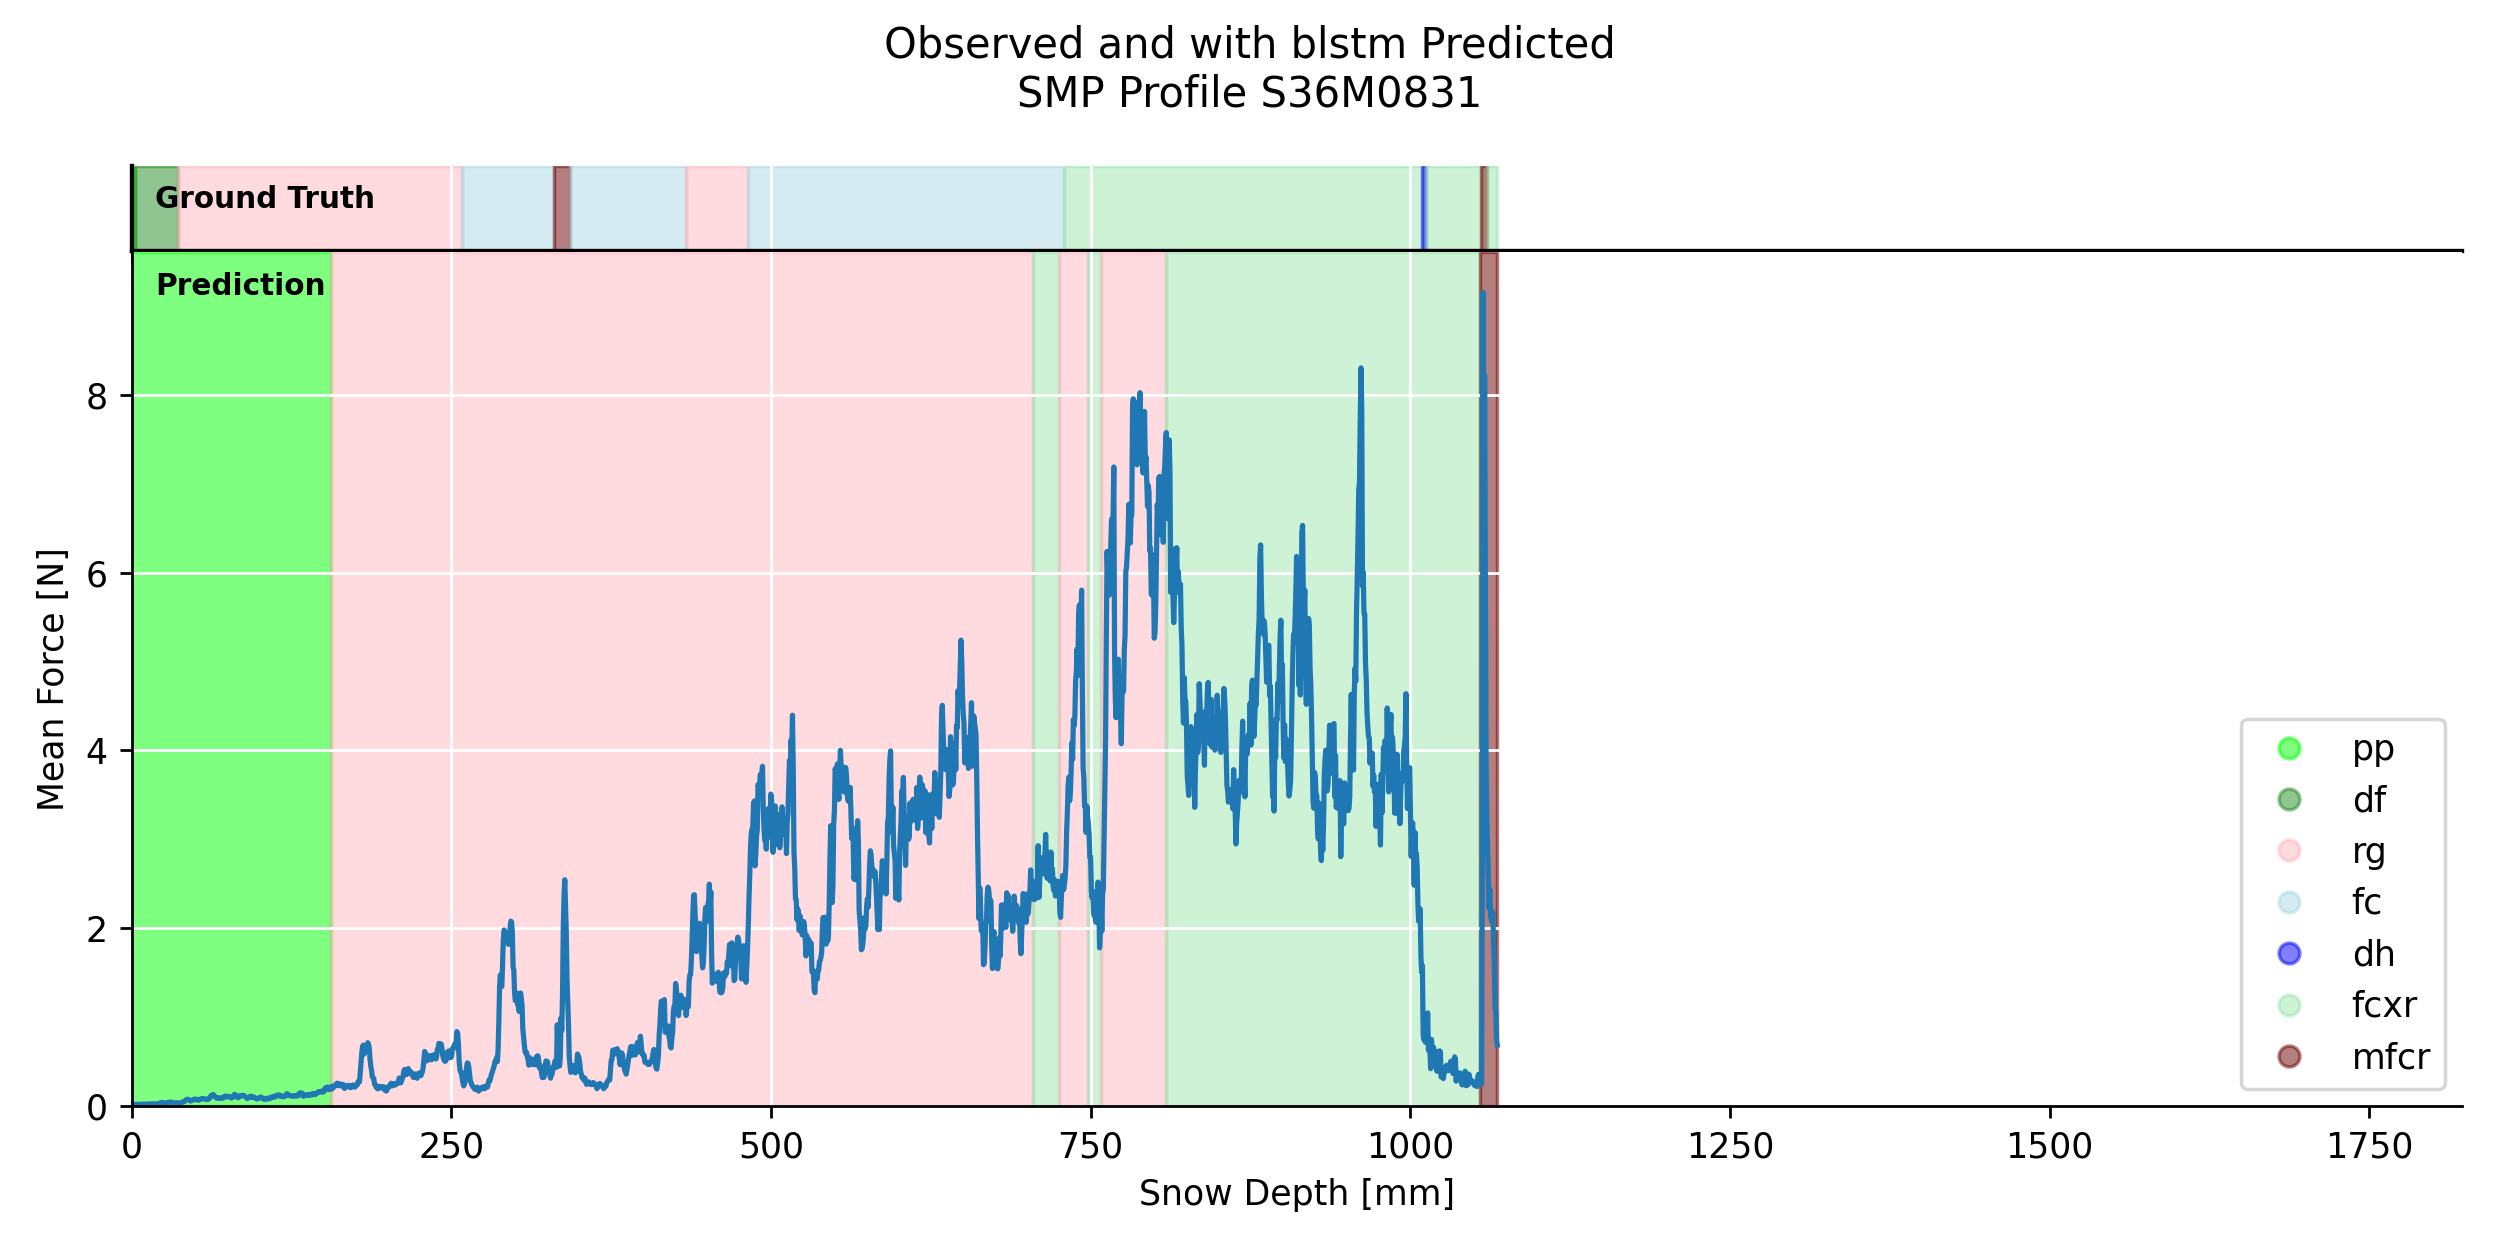 Observed and with blstm Predicted
SMP Profile S36M0831
Ground Truth
Prediction
8
6
4
2
0
Mean Force [N]
0 250 500 750 1000 1250 1500 1750
Snow Depth [mm]
pp
df
rg
fc
dh
fcxr
mfcr